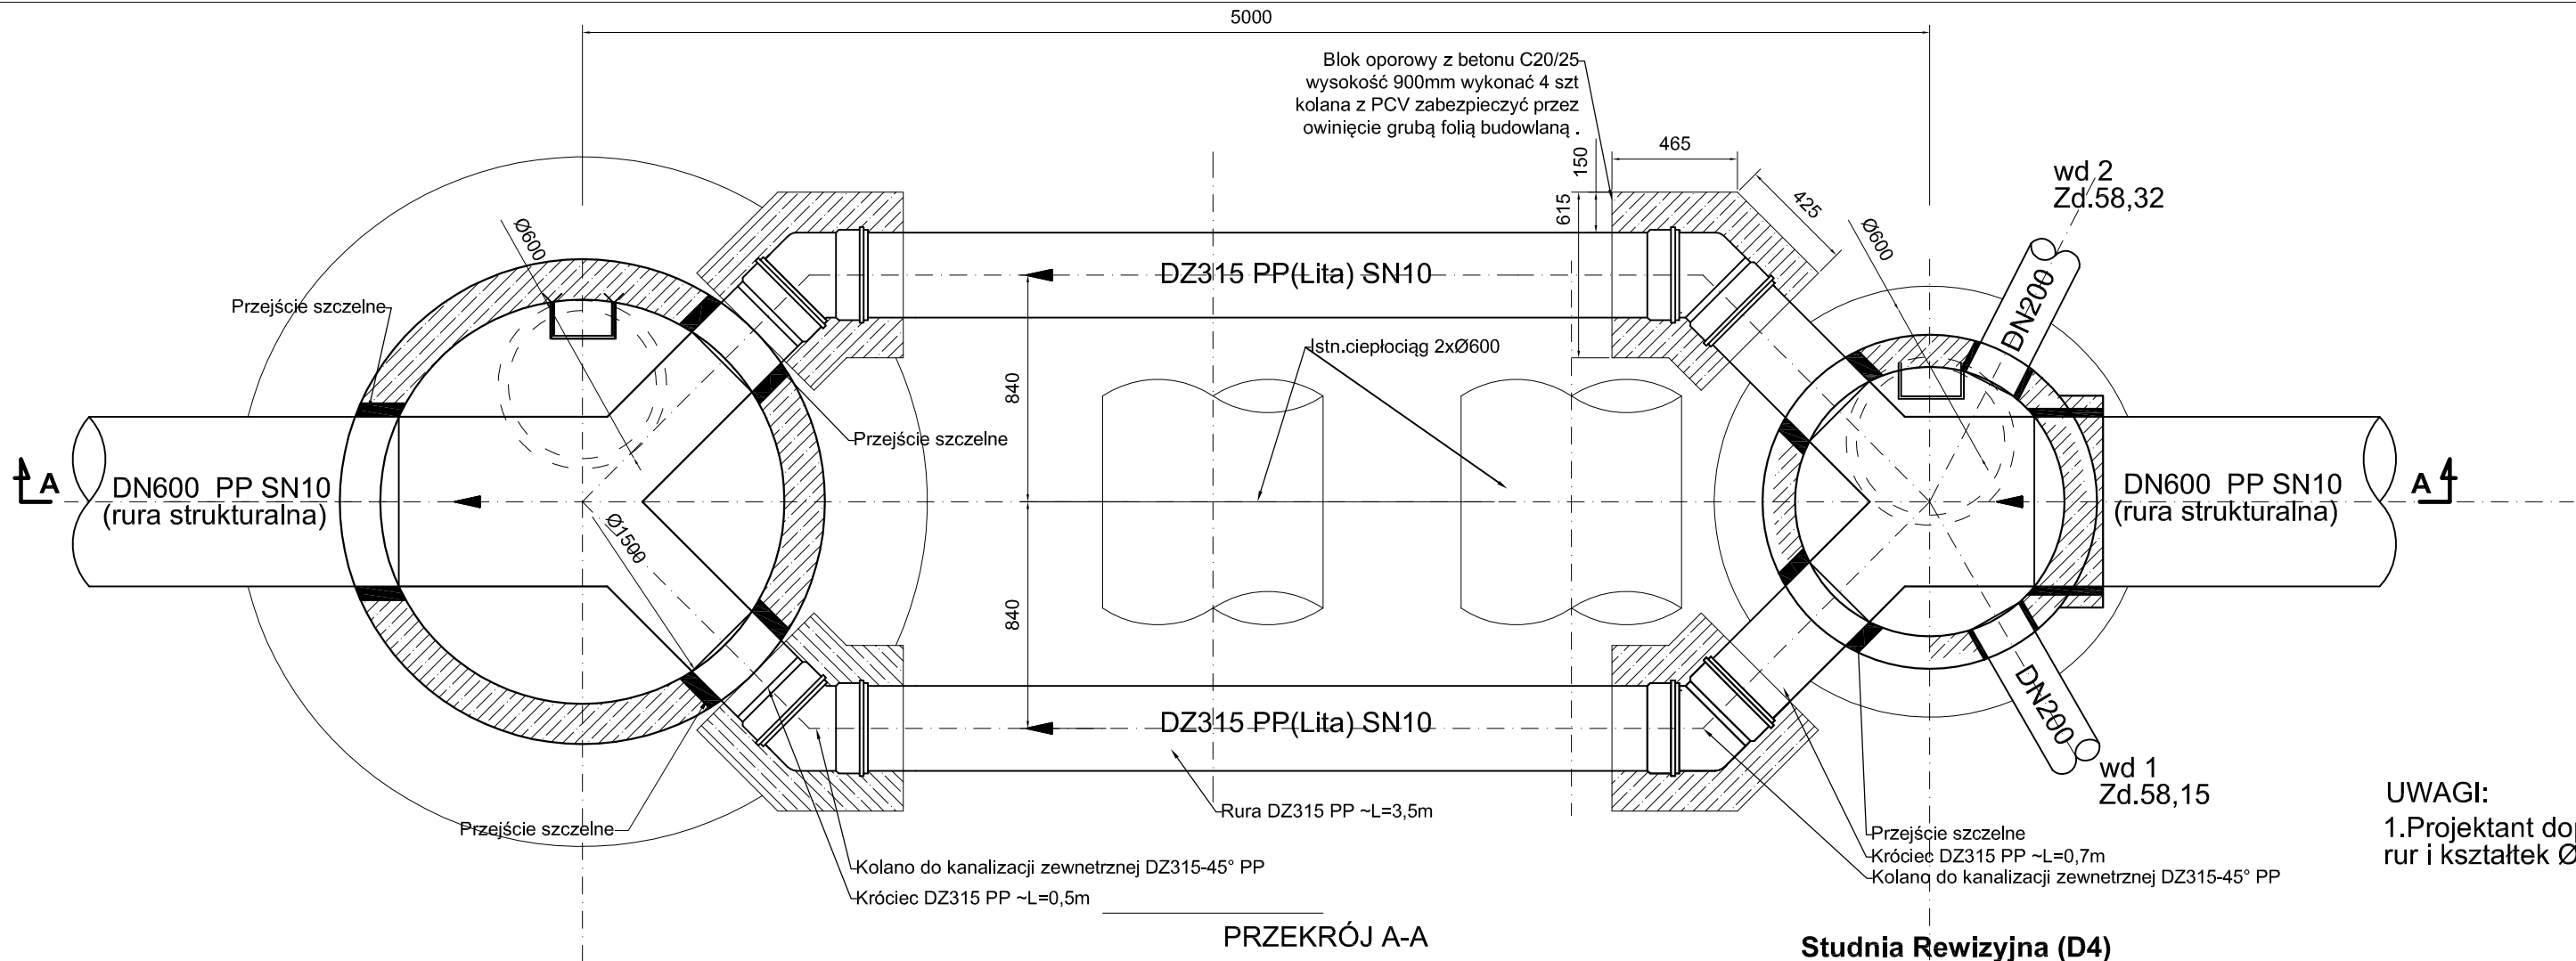 5000
Blok oporowy z betonu C20/25
wysokość 900mm wykonać 4 szt
kolana z PCV zabezpieczyć przez
owinięcie grubą folią budowlaną .
465
150
615
425
wd 2
Zd.58,32
Ø600
Ø600
DN200
Przejście szczelne
DZ315 PP(Lita) SN10
Istn.ciepłociąg 2xØ600
840
Przejście szczelne
A
DN600 PP SN10
(rura strukturalna)
DN600 PP SN10
(rura strukturalna)
A
Ø1500
840
DN200
DZ315 PP(Lita) SN10
wd 1
Zd.58,15
Rura DZ315 PP ~L=3,5m
Przejście szczelne
Przejście szczelne
Króciec DZ315 PP ~L=0,7m
Kolano do kanalizacji zewnetrznej DZ315-45° PP
Kolano do kanalizacji zewnetrznej DZ315-45° PP
Króciec DZ315 PP ~L=0,5m
UWAGI:
1.Projektant dop
rur i kształtek Ø
PRZEKRÓJ A-A
Studnia Rewizyjna (D4)